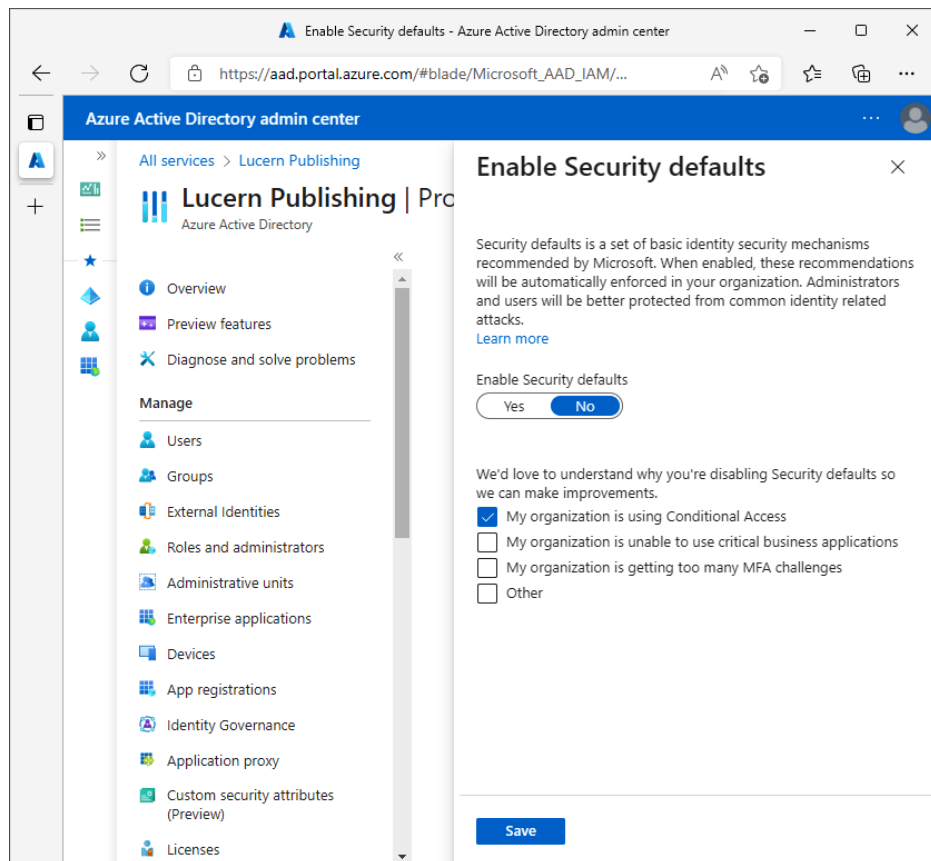 Enable Security defaults - Azure Active Directory admin center
https://aad.portal.azure.com/#blade/Microsoft_AAD_IAM/...
Azure Active Directory admin center
All services > Lucern Publishing
Lucern Publishing | Pro
Azure Active Directory
Overview
Preview features
Diagnose and solve problems
Manage
Users
Groups
External Identities
Roles and administrators
Administrative units
Enterprise applications
Devices
App registrations
Identity Governance
Application proxy
Custom security attributes
(Preview)
Licenses
Enable Security defaults
Security defaults is a set of basic identity security mechanisms
recommended by Microsoft. When enabled, these recommendations
will be automatically enforced in your organization. Administrators
and users will be better protected from common identity related
attacks.
Learn more
Enable Security defaults
Yes No
We'd love to understand why you're disabling Security defaults so
we can make improvements.
My organization is using Conditional Access
My organization is unable to use critical business applications
My organization is getting too many MFA challenges
Other
Save